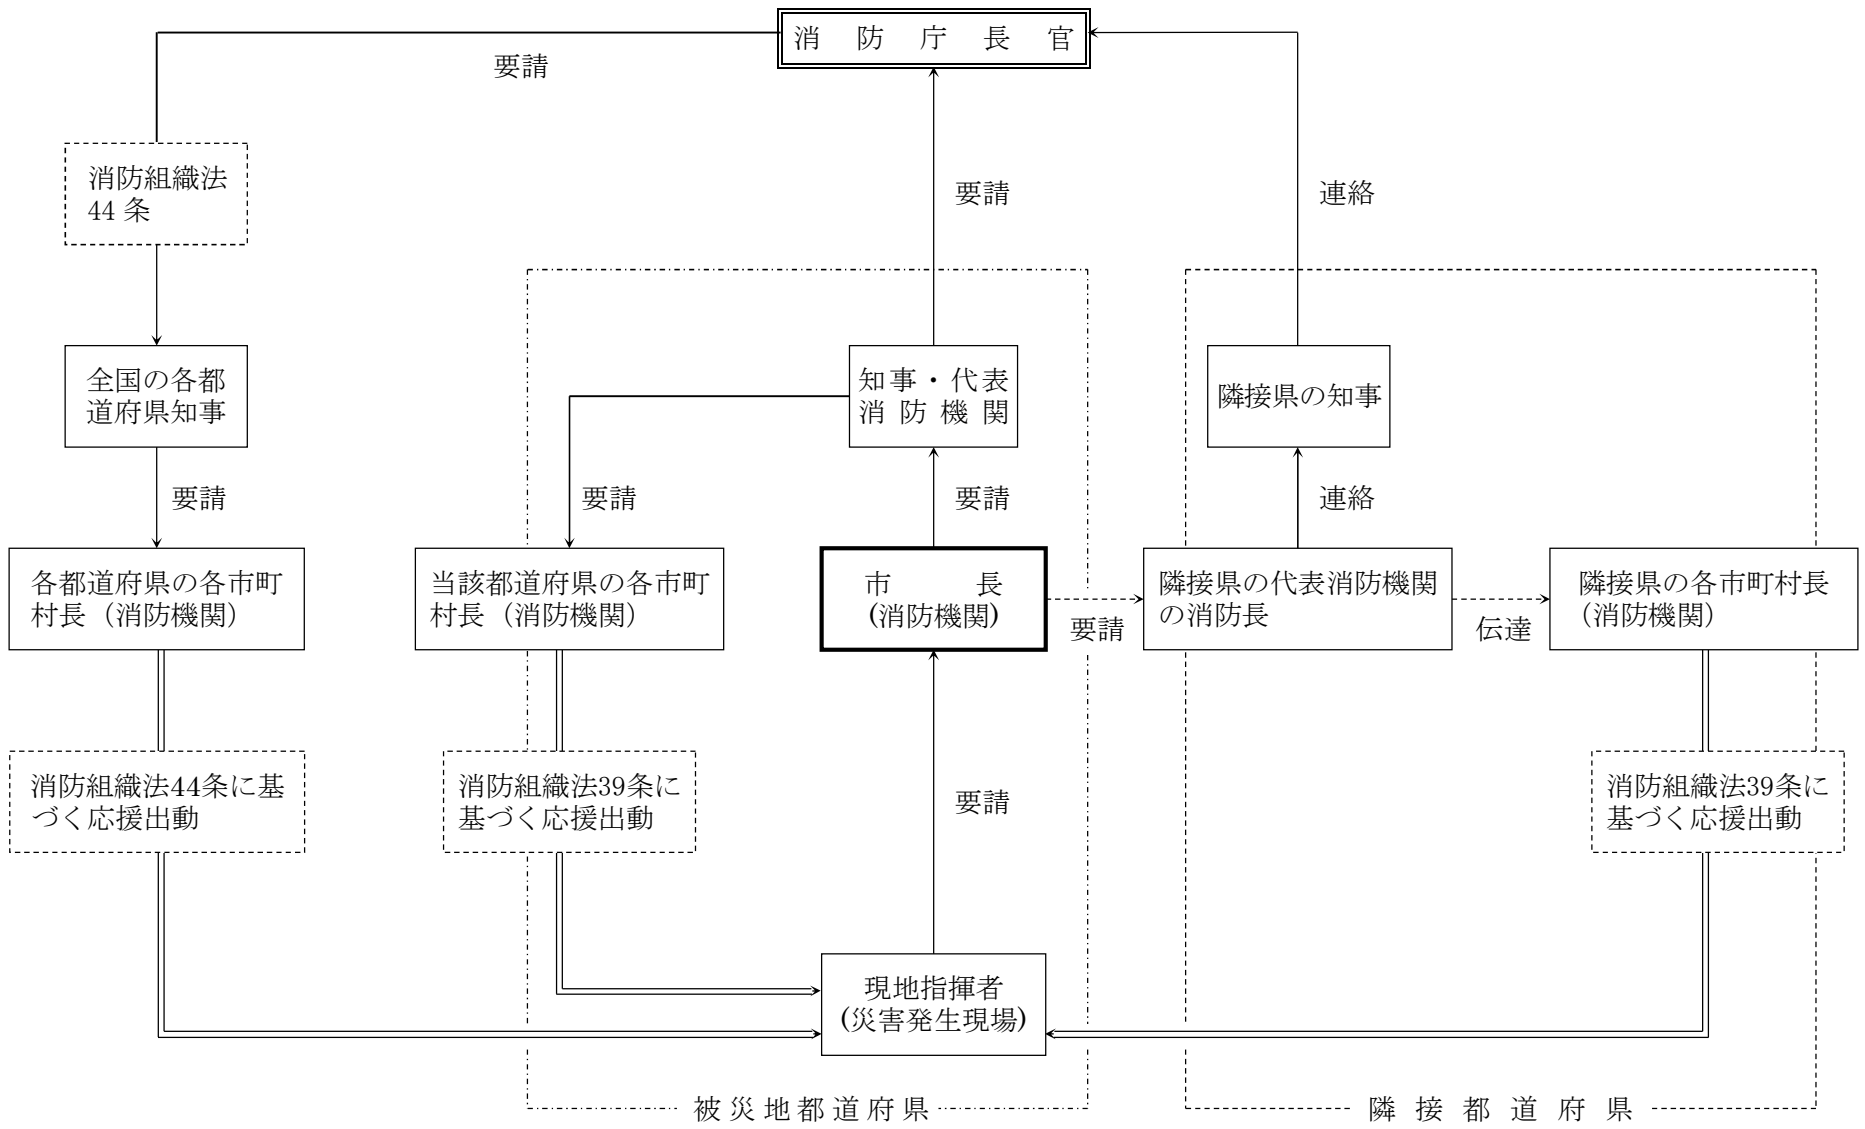 消防庁長官
要請
消防組織法
44 条
要請
連絡
全国の各都
道府県知事
知事・代表
消防機関
隣接県の知事
要請
要請
要請
連絡
各都道府県の各市町
村長（消防機関）
当該都道府県の各市町
村長（消防機関）
市　長
(消防機関)
要請
隣接県の代表消防機関
の消防長
伝達
隣接県の各市町村長
（消防機関）
消防組織法44条に基
づく応援出動
消防組織法39条に
基づく応援出動
要請
消防組織法39条に
基づく応援出動
現地指揮者
(災害発生現場)
被災地都道府県
隣接都道府県